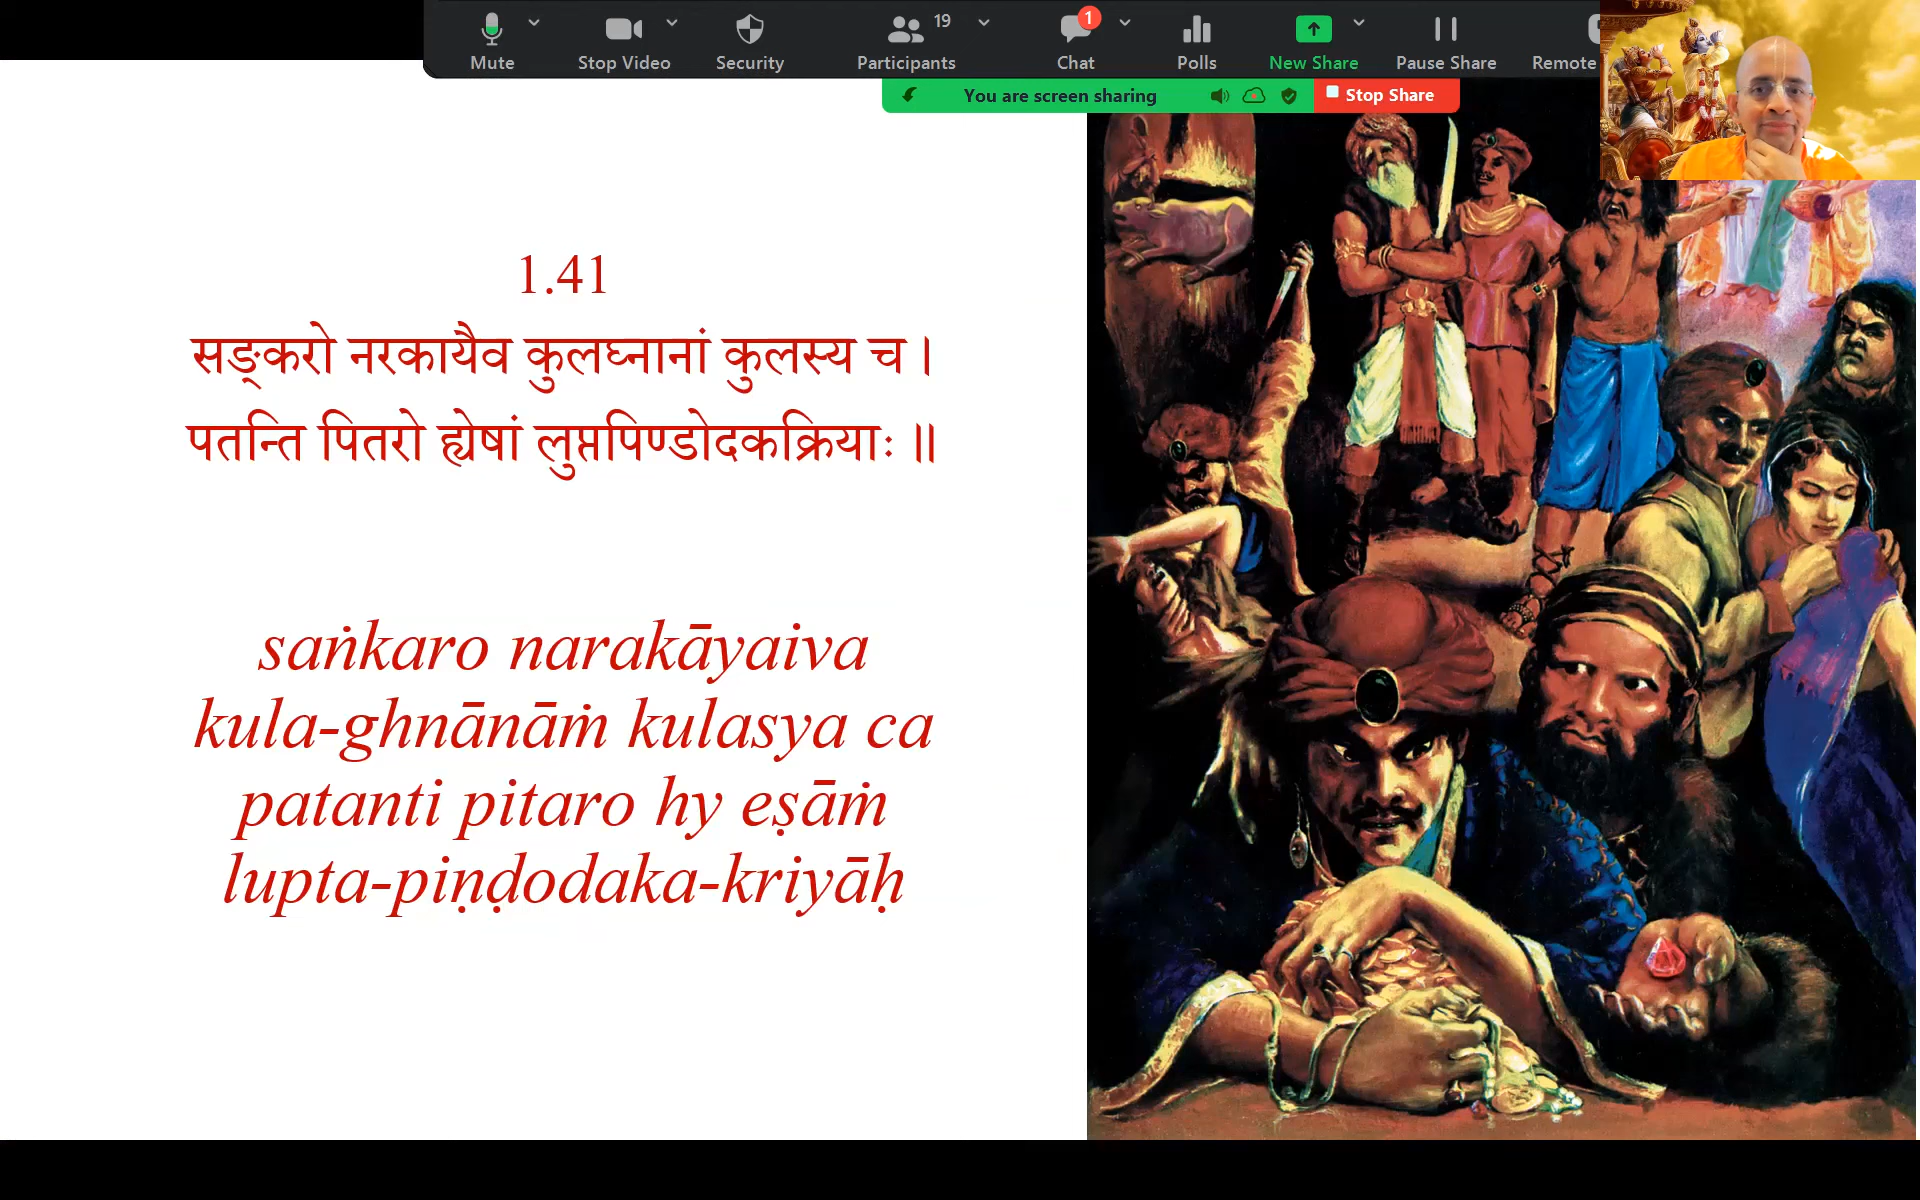 Mute
Stop Video
Security
Participants
19
Chat
1
Polls
New Share
Pause Share
Remote
You are screen sharing
Stop Share
1.41
सङ्करो नरकायैव कुलघ्नानां कुलस्य च ।
पतन्ति पितरो ह्येषां लुप्तपिण्डोदकक्रियाः ॥
saṅkaro narakāyaiva
kula-ghnānāṁ kulasya ca
patanti pitaro hy eṣāṁ
lupta-piṇḍodaka-kriyāḥ